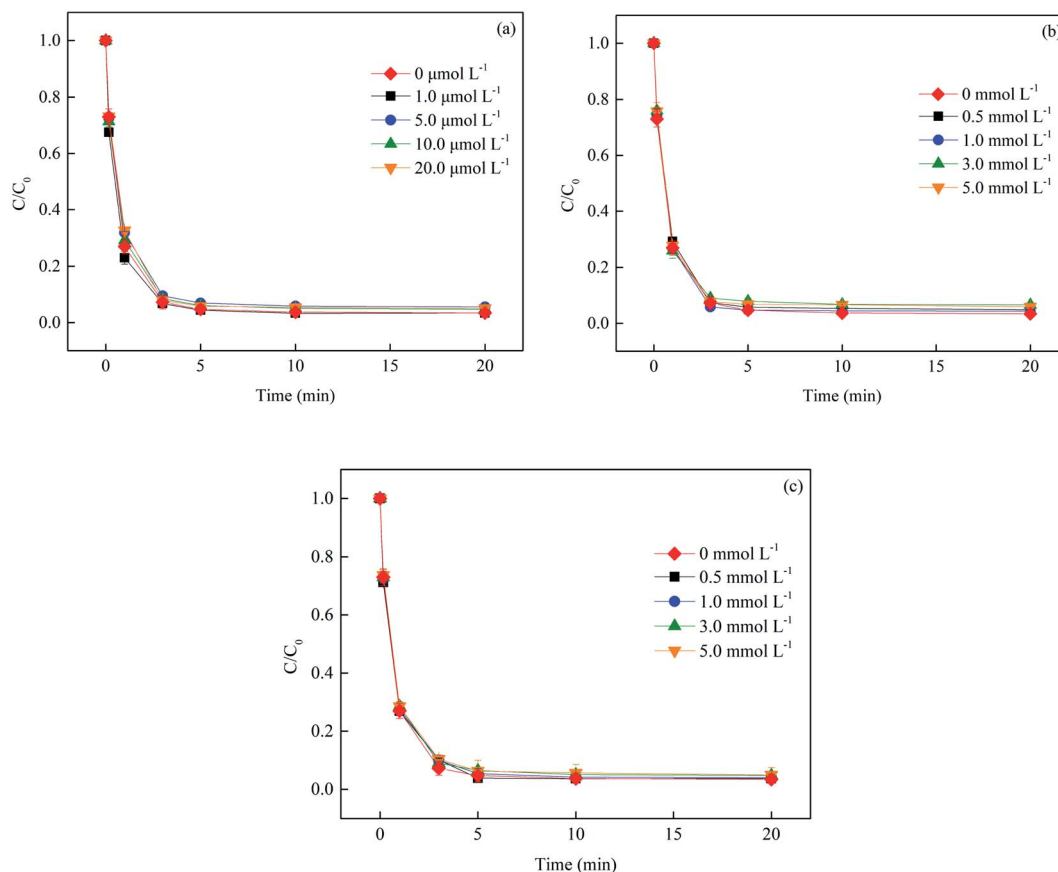 (a)
1.0
0.8
0.6
0.4
0.2
0.0
C/C₀
0 μmol L⁻¹
1.0 μmol L⁻¹
5.0 μmol L⁻¹
10.0 μmol L⁻¹
20.0 μmol L⁻¹
0 5 10 15 20
Time (min)
(b)
1.0
0.8
0.6
0.4
0.2
0.0
C/C₀
0 mmol L⁻¹
0.5 mmol L⁻¹
1.0 mmol L⁻¹
3.0 mmol L⁻¹
5.0 mmol L⁻¹
0 5 10 15 20
Time (min)
(c)
1.0
0.8
0.6
0.4
0.2
0.0
C/C₀
0 mmol L⁻¹
0.5 mmol L⁻¹
1.0 mmol L⁻¹
3.0 mmol L⁻¹
5.0 mmol L⁻¹
0 5 10 15 20
Time (min)